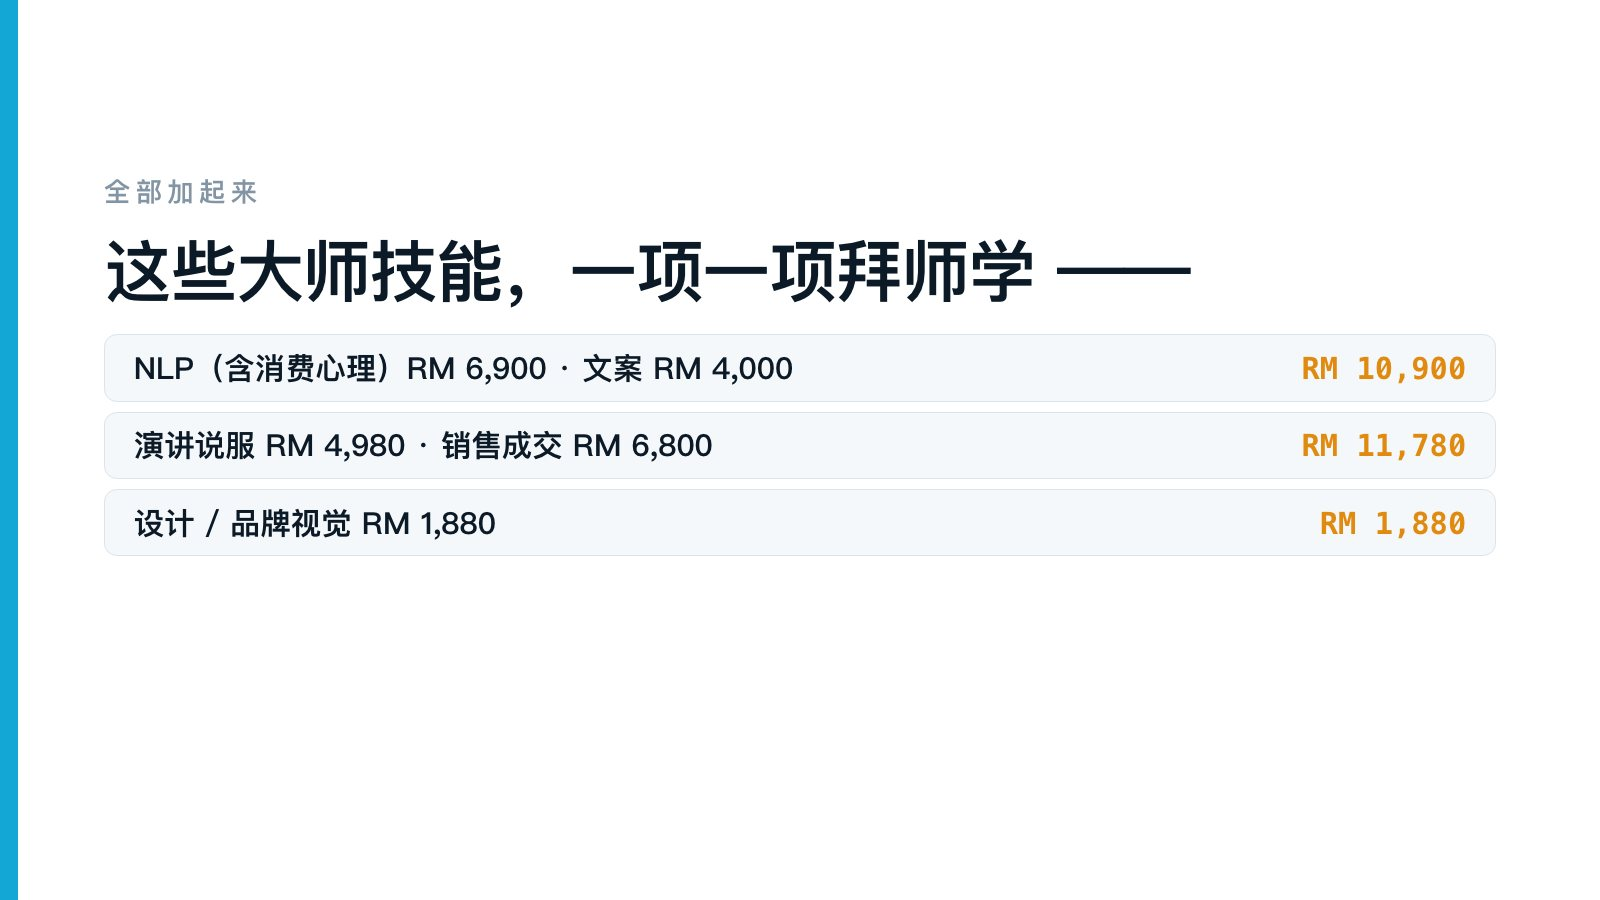 全部加起来
这些大师技能，一项一项拜师学 ——
NLP（含消费心理）RM 6,900 · 文案 RM 4,000 RM 10,900
演讲说服 RM 4,980 · 销售成交 RM 6,800 RM 11,780
设计 / 品牌视觉 RM 1,880 RM 1,880